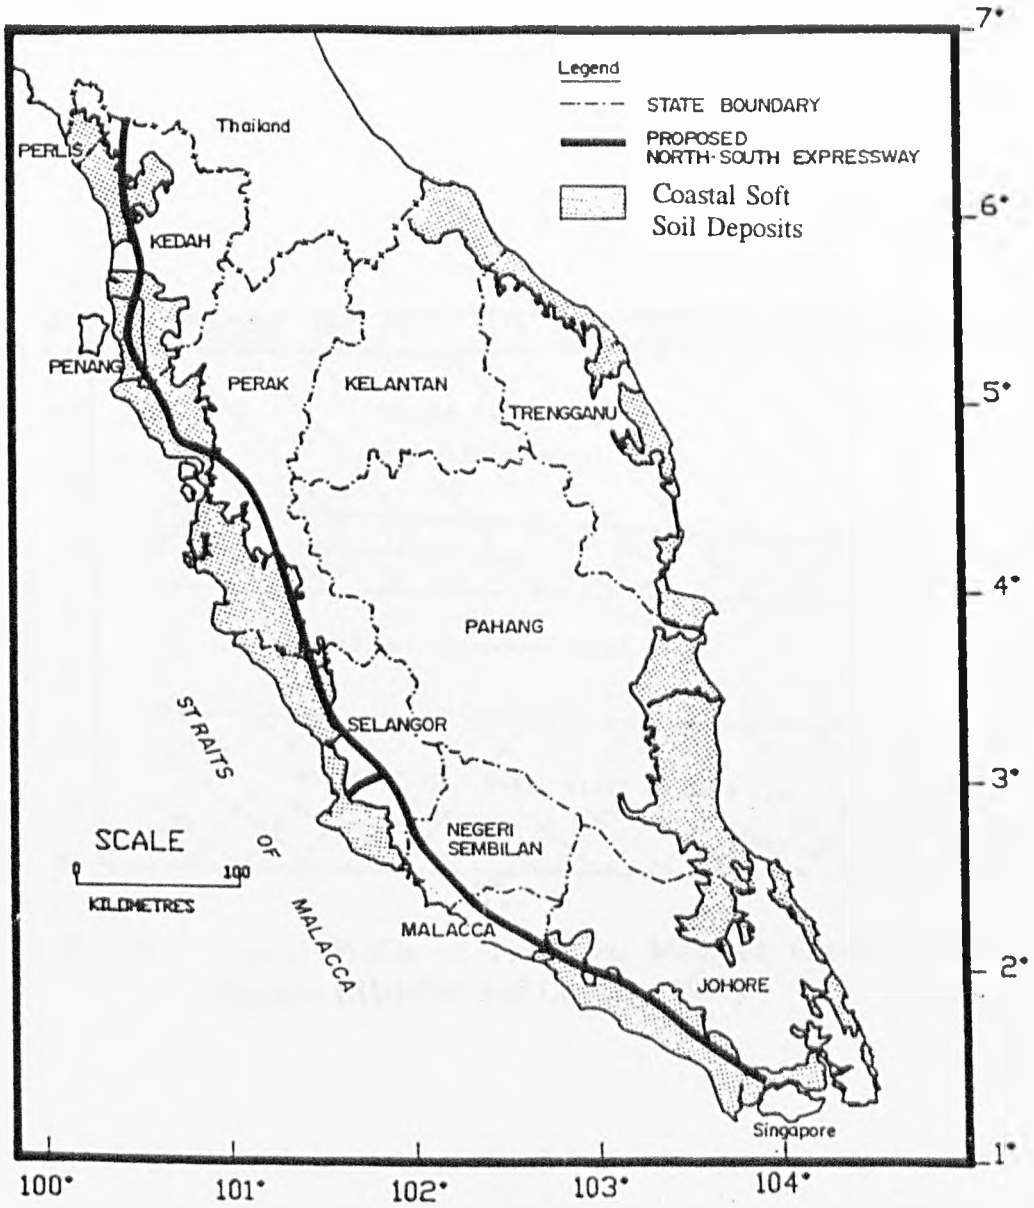 7°
Legend
STATE BOUNDARY
PROPOSED
NORTH-SOUTH EXPRESSWAY
Coastal Soft
Soil Deposits
Thailand
PERLIS
6°
KEDAH
PENANG
PERAK
KELANTAN
TRENGGANU
5°
4°
PAHANG
STRAITS
OF
MALACCA
SELANGOR
3°
SCALE
0 100
KILOMETRES
NEGERI
SEMBILAN
MALACCA
JOHORE
2°
Singapore
1°
100° 101° 102° 103° 104°